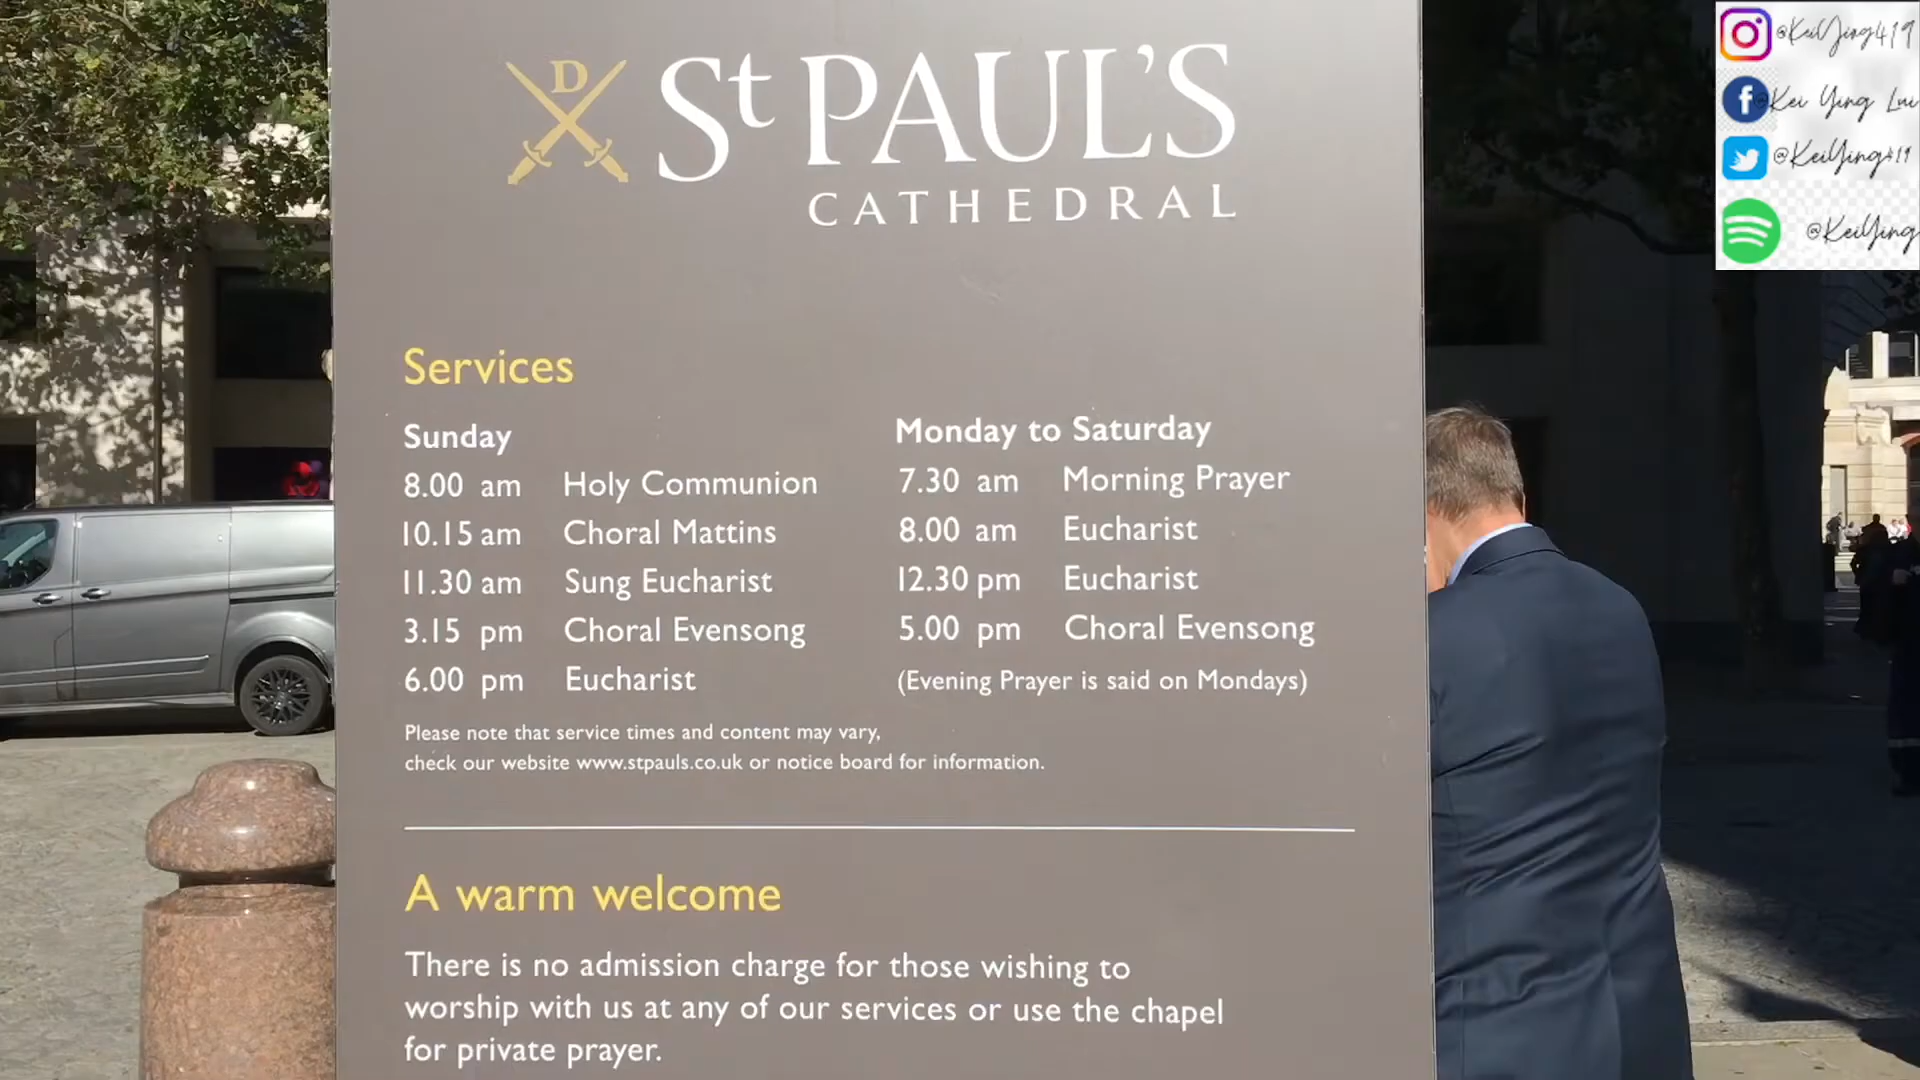 D
St PAUL'S
CATHEDRAL
Services
Sunday
8.00 am Holy Communion
10.15 am Choral Mattins
11.30 am Sung Eucharist
3.15 pm Choral Evensong
6.00 pm Eucharist
Monday to Saturday
7.30 am Morning Prayer
8.00 am Eucharist
12.30 pm Eucharist
5.00 pm Choral Evensong
(Evening Prayer is said on Mondays)
Please note that service times and content may vary,
check our website www.stpauls.co.uk or notice board for information.
A warm welcome
There is no admission charge for those wishing to
worship with us at any of our services or use the chapel
for private prayer.
@KeiYing419
@Kei Ying Lui
@KeiYing419
@KeiYing